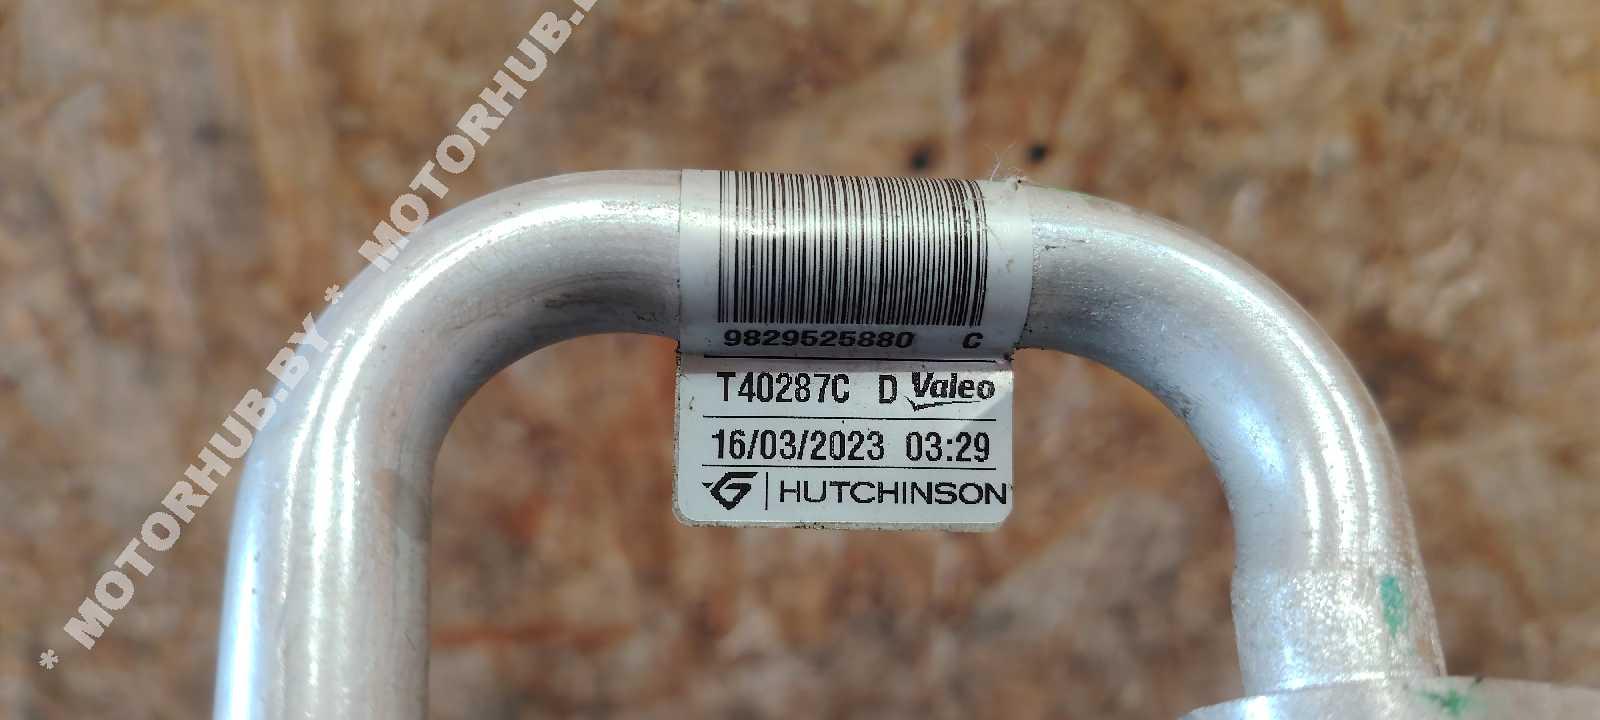 * MOTORHUB.BY * MOTORHUB.
9829525880 C
T40287C D Valeo
16/03/2023 03:29
HUTCHINSON